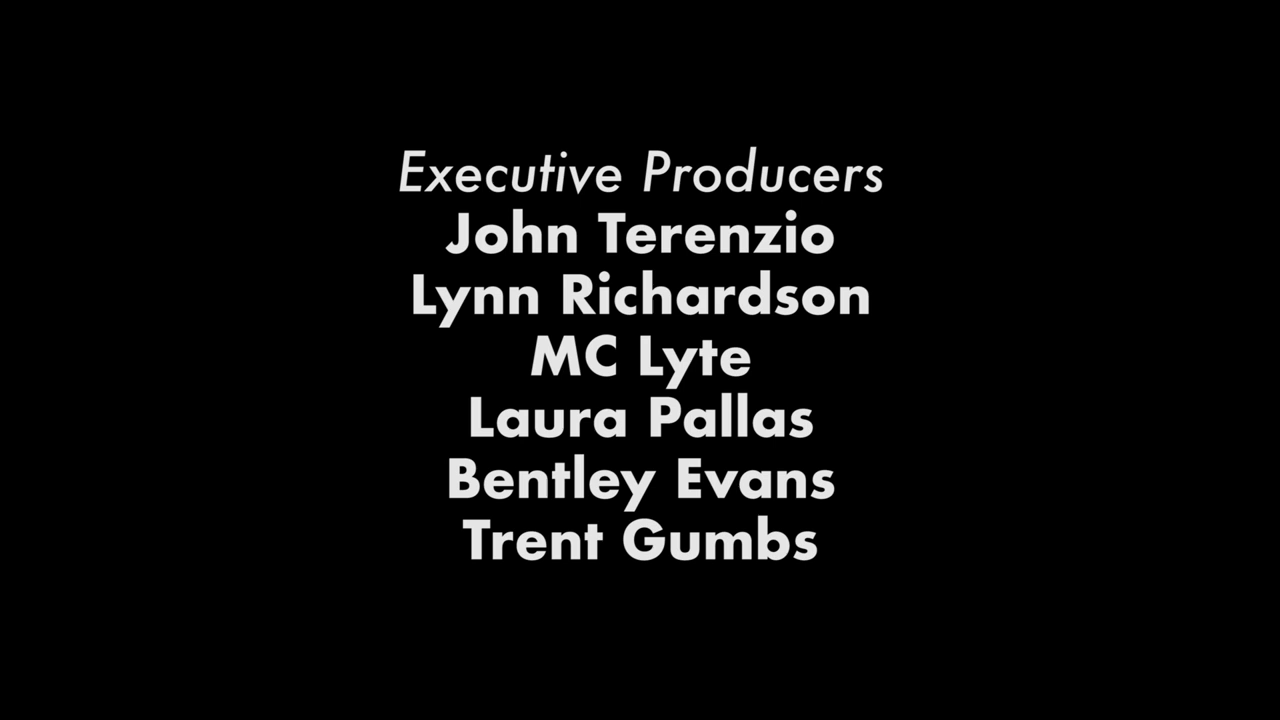 Executive Producers
John Terenzio
Lynn Richardson
MC Lyte
Laura Pallas
Bentley Evans
Trent Gumbs